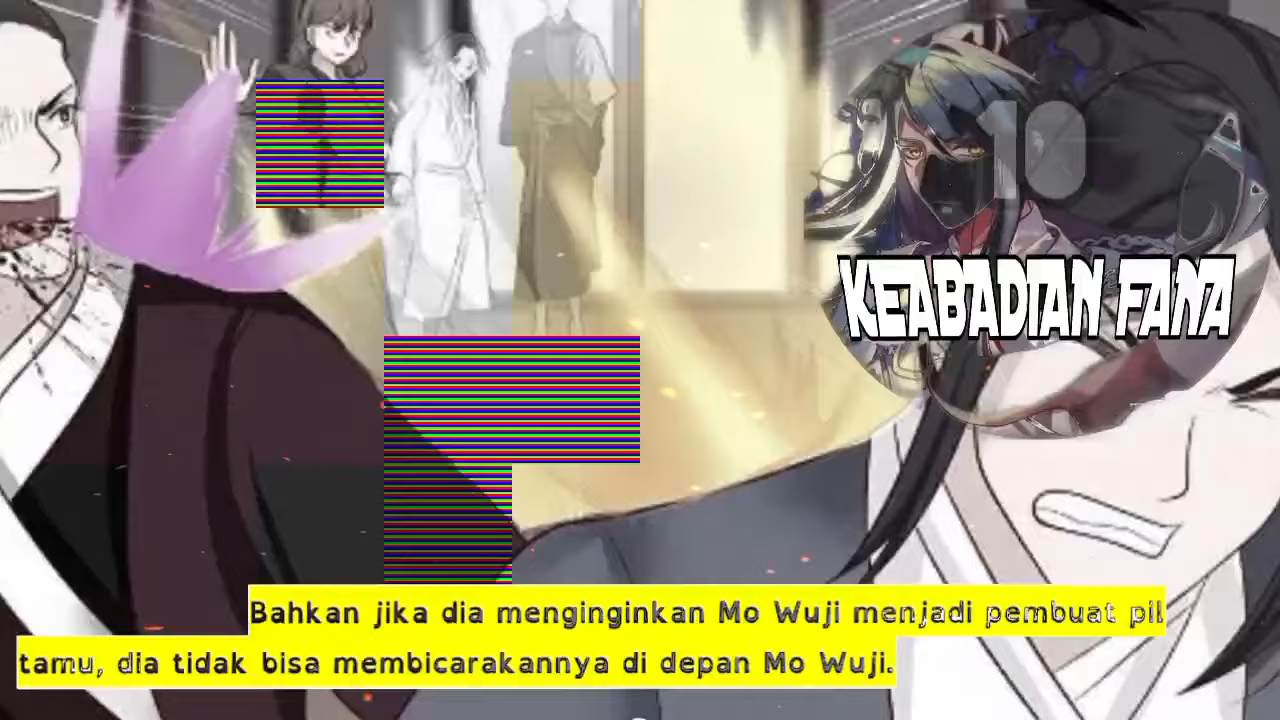 10
KEABADIAN FANA
Bahkan jika dia menginginkan Mo Wuji menjadi pembuat pil
tamu, dia tidak bisa membicarakannya di depan Mo Wuji.